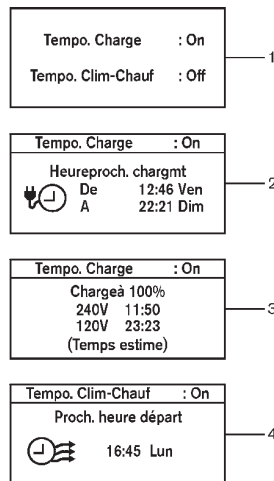 Tempo. Charge : On
Tempo. Clim-Chauf : Off
1
Tempo. Charge : On
Heureproch. chargmt
De 12:46 Ven
A 22:21 Dim
2
Tempo. Charge : On
Chargeà 100%
240V 11:50
120V 23:23
(Temps estime)
3
Tempo. Clim-Chauf : On
Proch. heure départ
16:45 Lun
4